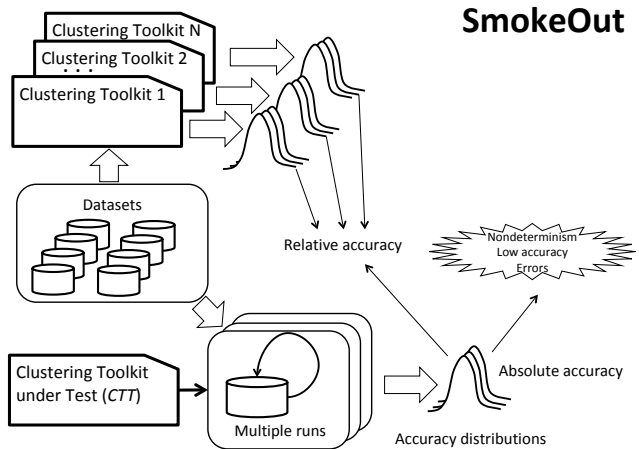 SmokeOut
Clustering Toolkit N
Clustering Toolkit 2
. . .
Clustering Toolkit 1
Datasets
Relative accuracy
Nondeterminism
Low accuracy
Errors
Clustering Toolkit
under Test (CTT)
Multiple runs
Absolute accuracy
Accuracy distributions